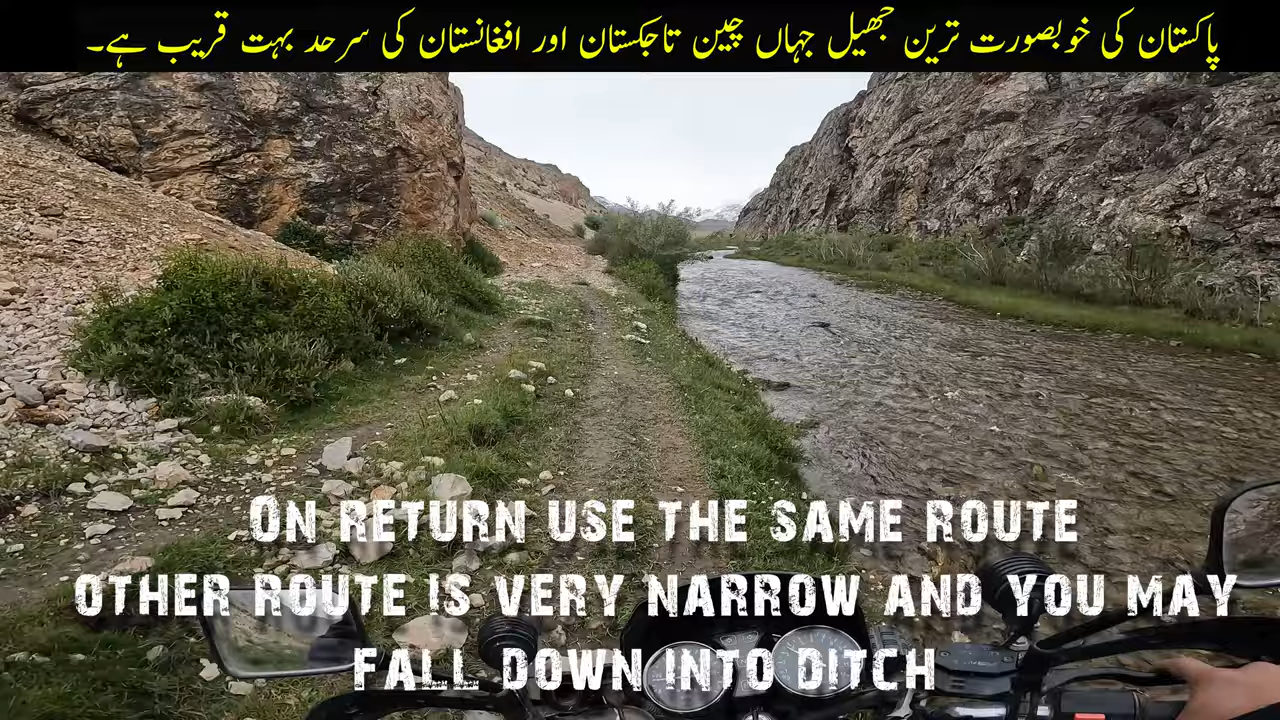 پاکستان کی خوبصورت ترین جھیل جہاں چین تاجکستان اور افغانستان کی سرحد بہت قریب ہے۔
ON RETURN USE THE SAME ROUTE
OTHER ROUTE IS VERY NARROW AND YOU MAY
FALL DOWN INTO DITCH